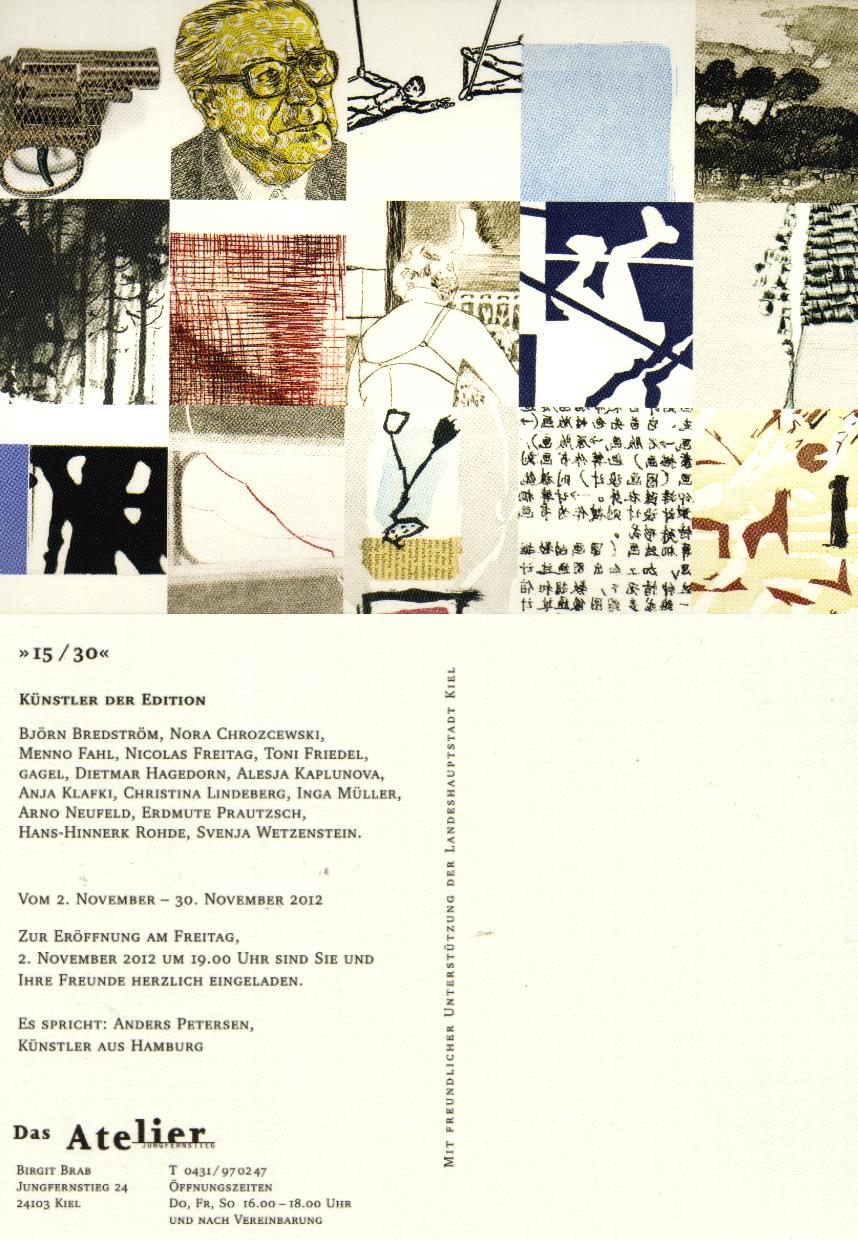 »15/30«
Künstler der Edition
Björn Bredström, Nora Chrozcewski,
Menno Fahl, Nicolas Freitag, Toni Friedel,
gagel, Dietmar Hagedorn, Alesja Kaplunova,
Anja Klafki, Christina Lindeberg, Inga Müller,
Arno Neufeld, Erdmute Prautzsch,
Hans-Hinnerk Rohde, Svenja Wetzenstein.
Vom 2. November – 30. November 2012
Zur Eröffnung am Freitag,
2. November 2012 um 19.00 Uhr sind Sie und
Ihre Freunde herzlich eingeladen.
Es spricht: Anders Petersen,
Künstler aus Hamburg
Das Atelier
JUNGFERNSTIEG
Birgit Brab
Jungfernstieg 24
24103 Kiel
T 0431/970247
Öffnungszeiten
Do, Fr, So 16.00–18.00 Uhr
und nach Vereinbarung
Mit freundlicher Unterstützung der Landeshauptstadt Kiel